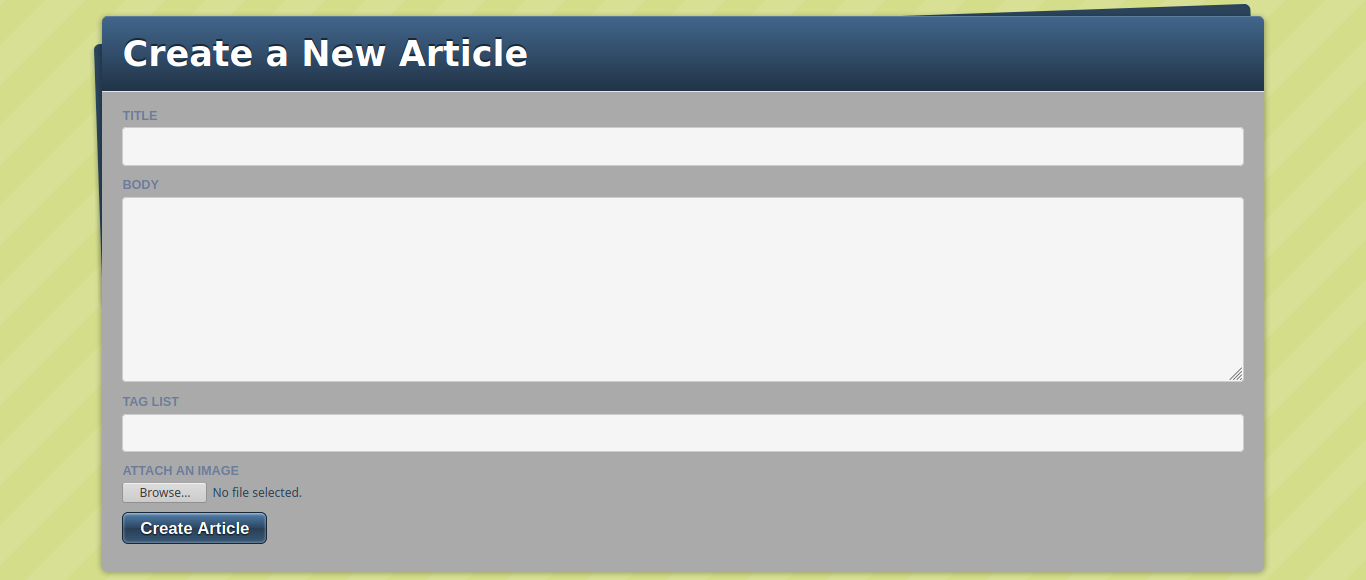 Create a New Article
TITLE
BODY
TAG LIST
ATTACH AN IMAGE
Browse... No file selected.
Create Article